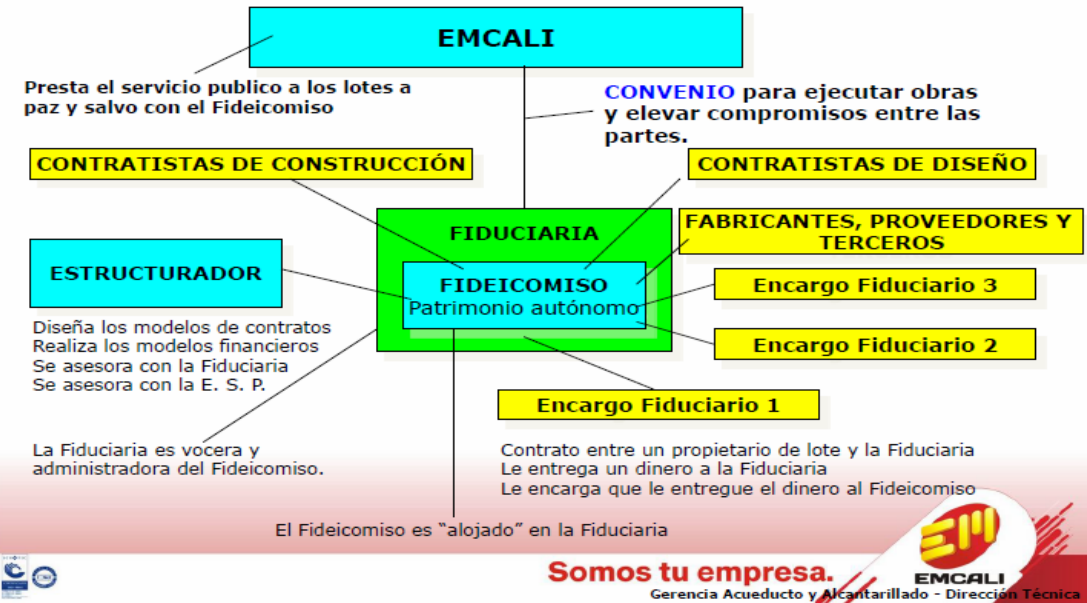 EMCALI
Presta el servicio publico a los lotes a
paz y salvo con el Fideicomiso
CONVENIO para ejecutar obras
y elevar compromisos entre las
partes.
CONTRATISTAS DE CONSTRUCCIÓN
CONTRATISTAS DE DISEÑO
FIDUCIARIA
FABRICANTES, PROVEEDORES Y
TERCEROS
ESTRUCTURADOR
FIDEICOMISO
Patrimonio autónomo
Encargo Fiduciario 3
Diseña los modelos de contratos
Realiza los modelos financieros
Se asesora con la Fiduciaria
Se asesora con la E. S. P.
Encargo Fiduciario 2
Encargo Fiduciario 1
La Fiduciaria es vocera y
administradora del Fideicomiso.
Contrato entre un propietario de lote y la Fiduciaria
Le entrega un dinero a la Fiduciaria
Le encarga que le entregue el dinero al Fideicomiso
El Fideicomiso es “alojado” en la Fiduciaria
EM
EMCALI
Somos tu empresa.
Gerencia Acueducto y Alcantarillado - Dirección Técnica